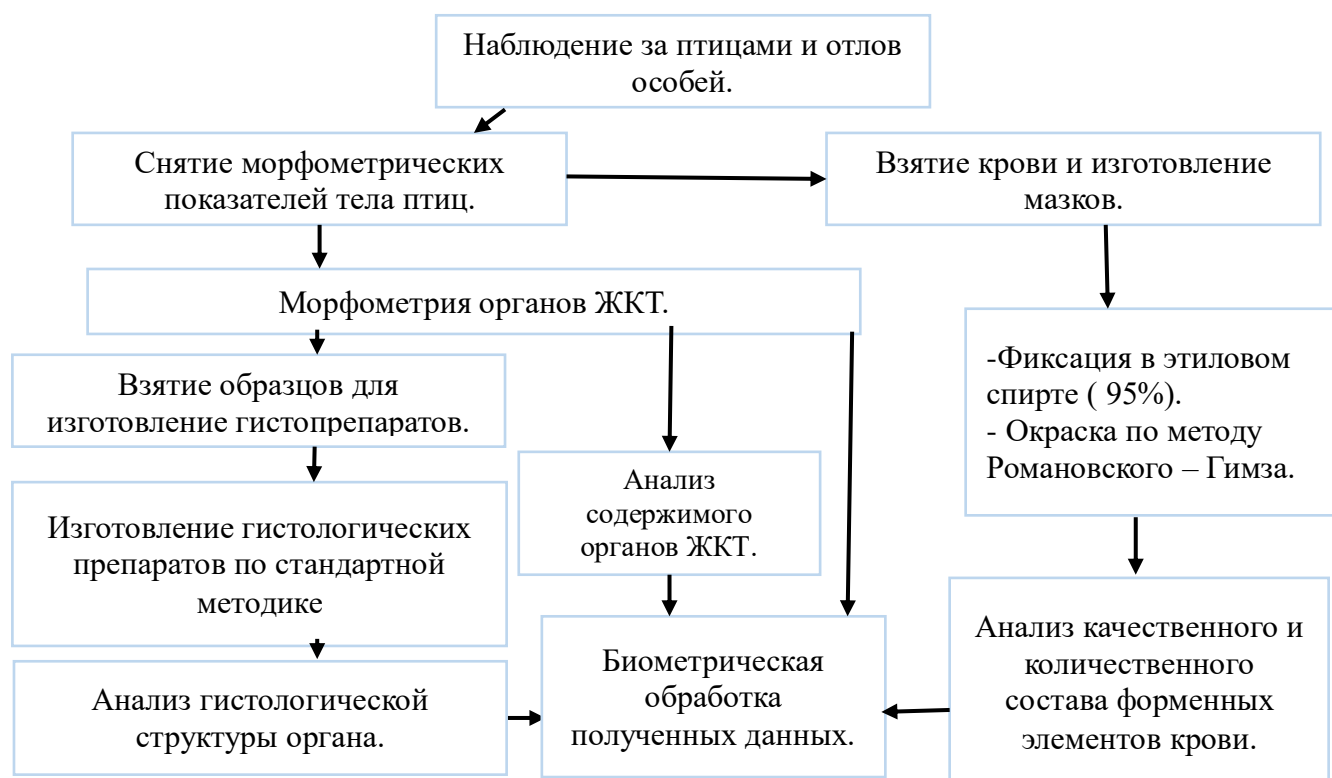 Наблюдение за птицами и отлов
особей.
Снятие морфометрических
показателей тела птиц.
Взятие крови и изготовление
мазков.
Морфометрия органов ЖКТ.
Взятие образцов для
изготовление гистопрепаратов.
-Фиксация в этиловом
спирте ( 95%).
- Окраска по методу
Романовского – Гимза.
Анализ
содержимого
органов ЖКТ.
Изготовление гистологических
препаратов по стандартной
методике
Анализ гистологической
структуры органа.
Биометрическая
обработка
полученных данных.
Анализ качественного и
количественного
состава форменных
элементов крови.